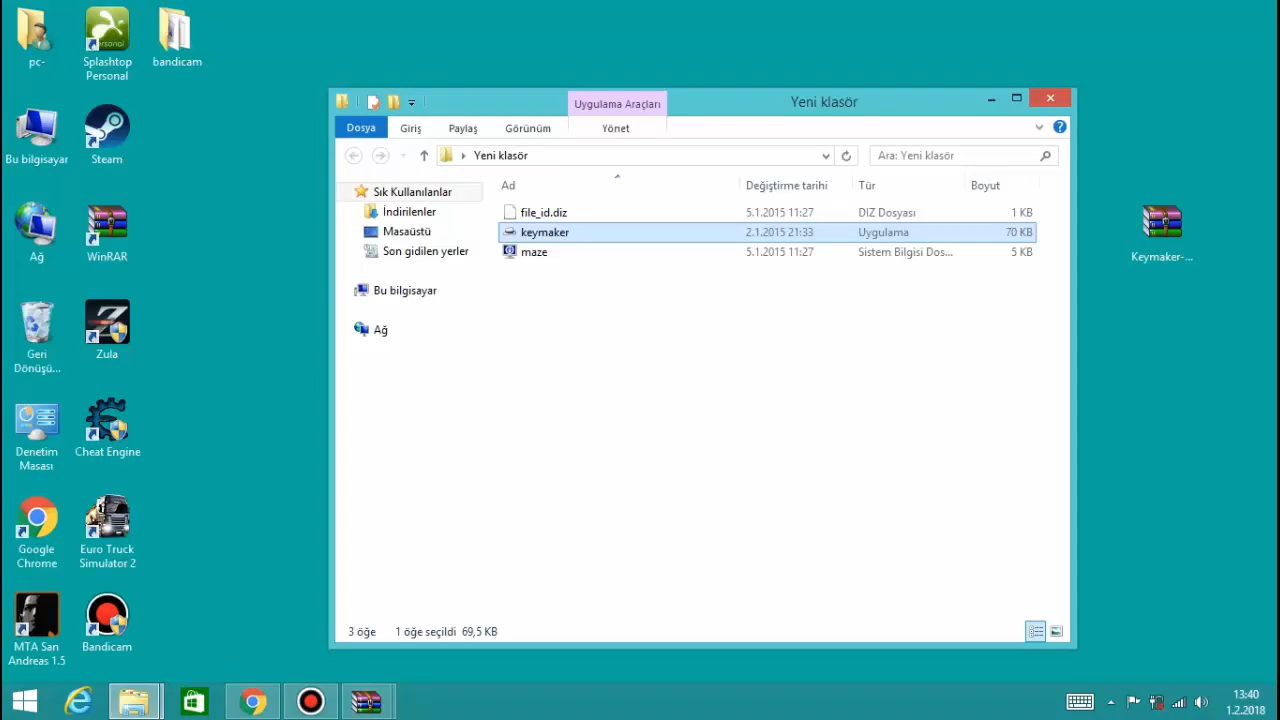 pc-
Splashtop
Personal
bandicam
Bu bilgisayar
Steam
Ağ
WinRAR
Geri
Dönüşü...
Zula
Denetim
Masası
Cheat Engine
Google
Chrome
Euro Truck
Simulator 2
MTA San
Andreas 1.5
Bandicam
Uygulama Araçları
Yeni klasör
Dosya
Giriş
Paylaş
Görünüm
Yönet
Yeni klasör
Ara: Yeni klasör
Sık Kullanılanlar
İndirilenler
Masaüstü
Son gidilen yerler
Bu bilgisayar
Ağ
Ad Değiştirme tarihi Tür Boyut
file_id.diz 5.1.2015 11:27 DIZ Dosyası 1 KB
keymaker 2.1.2015 21:33 Uygulama 70 KB
maze 5.1.2015 11:27 Sistem Bilgisi Dos... 5 KB
3 öğe 1 öğe seçildi 69,5 KB
Keymaker-...
13:40
1.2.2018